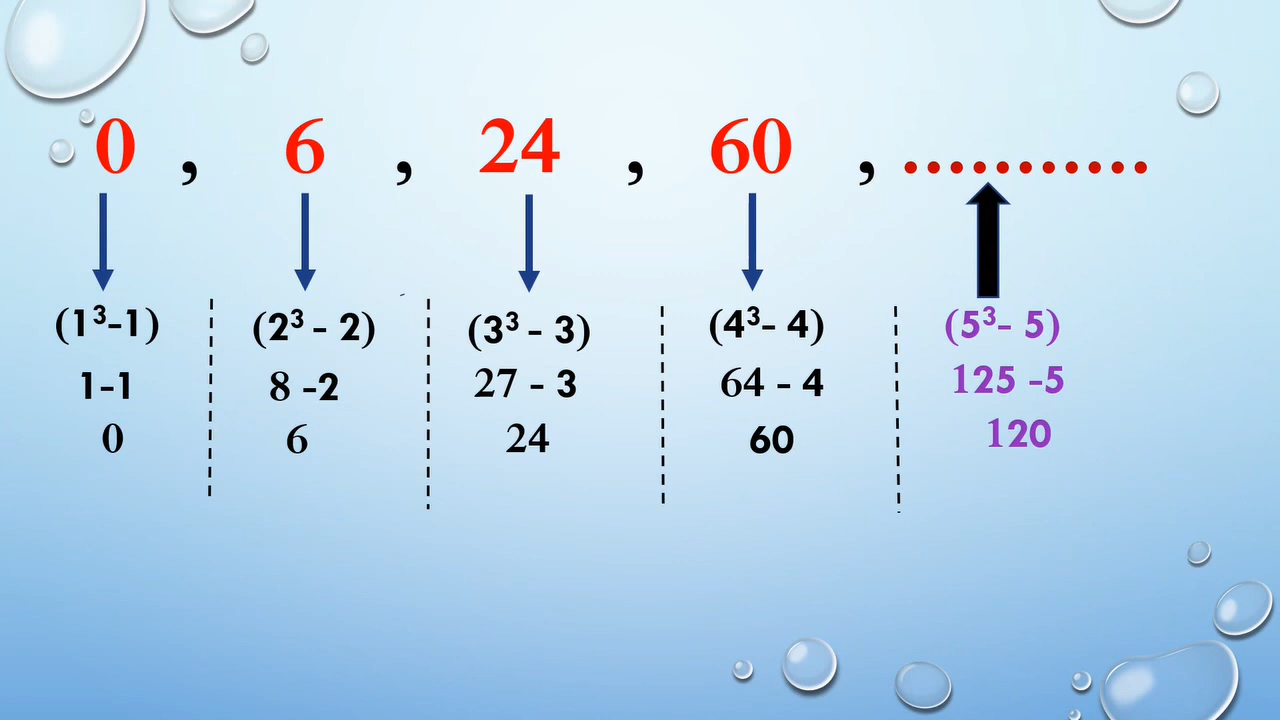 0 , 6 , 24 , 60 , ...........
(1³-1) (2³ - 2) (3³ - 3) (4³- 4) (5³- 5)
1-1 8 -2 27 - 3 64 - 4 125 -5
0 6 24 60 120